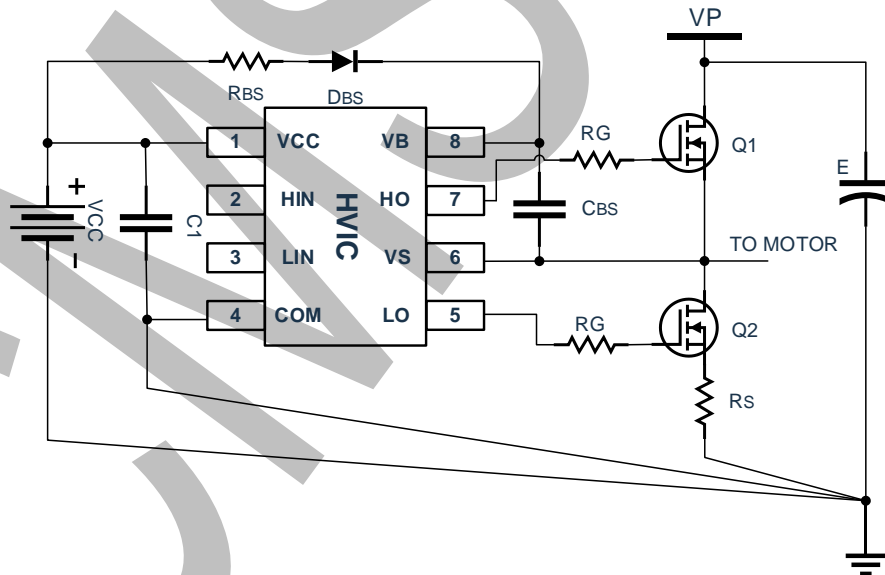 VP
RBS
DBS
1 VCC VB 8
2 HIN HO 7
3 LIN VS 6
4 COM LO 5
HVIC
+
VCC
-
C1
CBS
RG
Q1
E
TO MOTOR
RG
Q2
RS